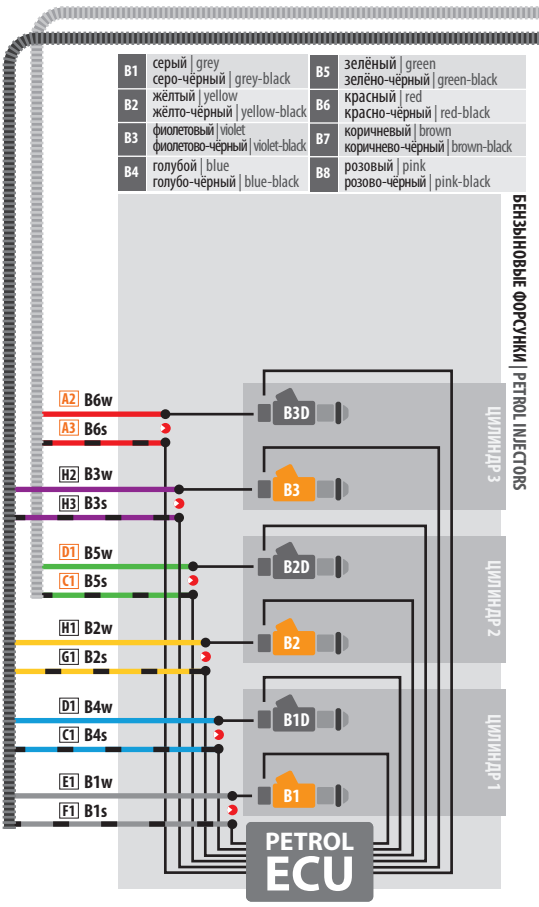 B1 серый | grey
серо-чёрный | grey-black
B2 жёлтый | yellow
жёлто-чёрный | yellow-black
B3 фиолетовый | violet
фиолетово-чёрный | violet-black
B4 голубой | blue
голубо-чёрный | blue-black
B5 зелёный | green
зелёно-чёрный | green-black
B6 красный | red
красно-чёрный | red-black
B7 коричневый | brown
коричнево-чёрный | brown-black
B8 розовый | pink
розово-чёрный | pink-black
БЕНЗЫНОВЫЕ ФОРСУНКИ | PETROL INJECTORS
A2 B6w
A3 B6s
B3D
H2 B3w
H3 B3s
B3
ЦИЛИНДР 3
D1 B5w
C1 B5s
B2D
H1 B2w
G1 B2s
B2
ЦИЛИНДР 2
D1 B4w
C1 B4s
B1D
E1 B1w
F1 B1s
B1
ЦИЛИНДР 1
PETROL
ECU